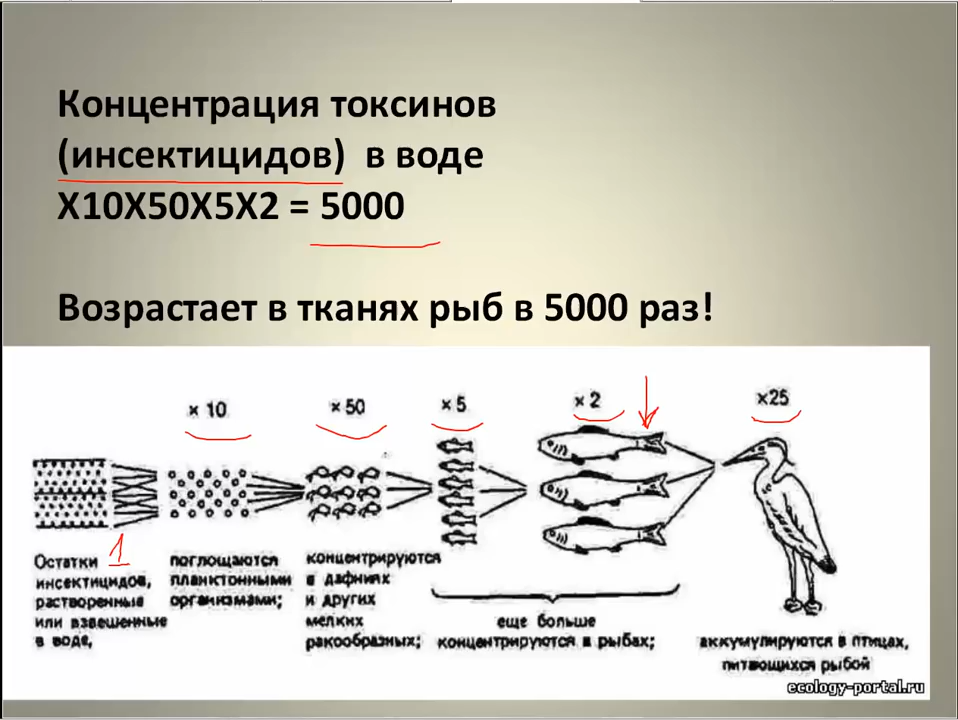 Концентрация токсинов
(инсектицидов) в воде
Х10Х50Х5Х2 = 5000
Возрастает в тканях рыб в 5000 раз!
х 10
х 50
х 5
х 2
х25
1
Остатки
инсектицидов,
растворенные
или взвешенные
в воде,
поглощаются
планктонными
организмами;
концентрируются
в дафниях
и других
мелких
ракообразных;
еще больше
концентрируются в рыбах;
аккумулируются в птицах,
питающихся рыбой
ecology-portal.ru